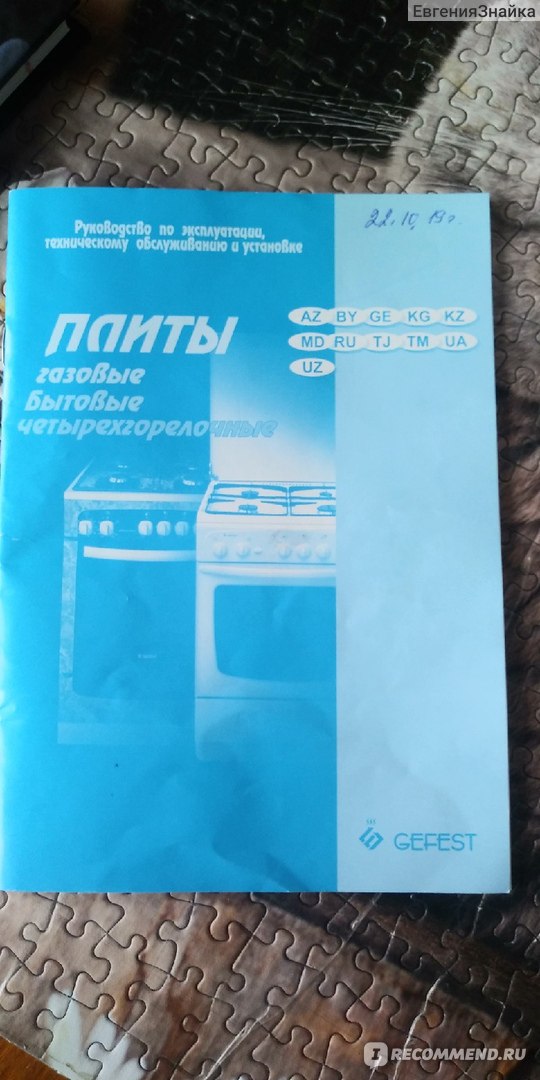 ЕвгенияЗнайка
22.10.19г.
Руководство по эксплуатации,
техническому обслуживанию и установке
ПЛИТЫ
газовые
бытовые
четырехгорелочные
AZ BY GE KG KZ
MD RU TJ TM UA
UZ
GEFEST
IRECOMMEND.RU